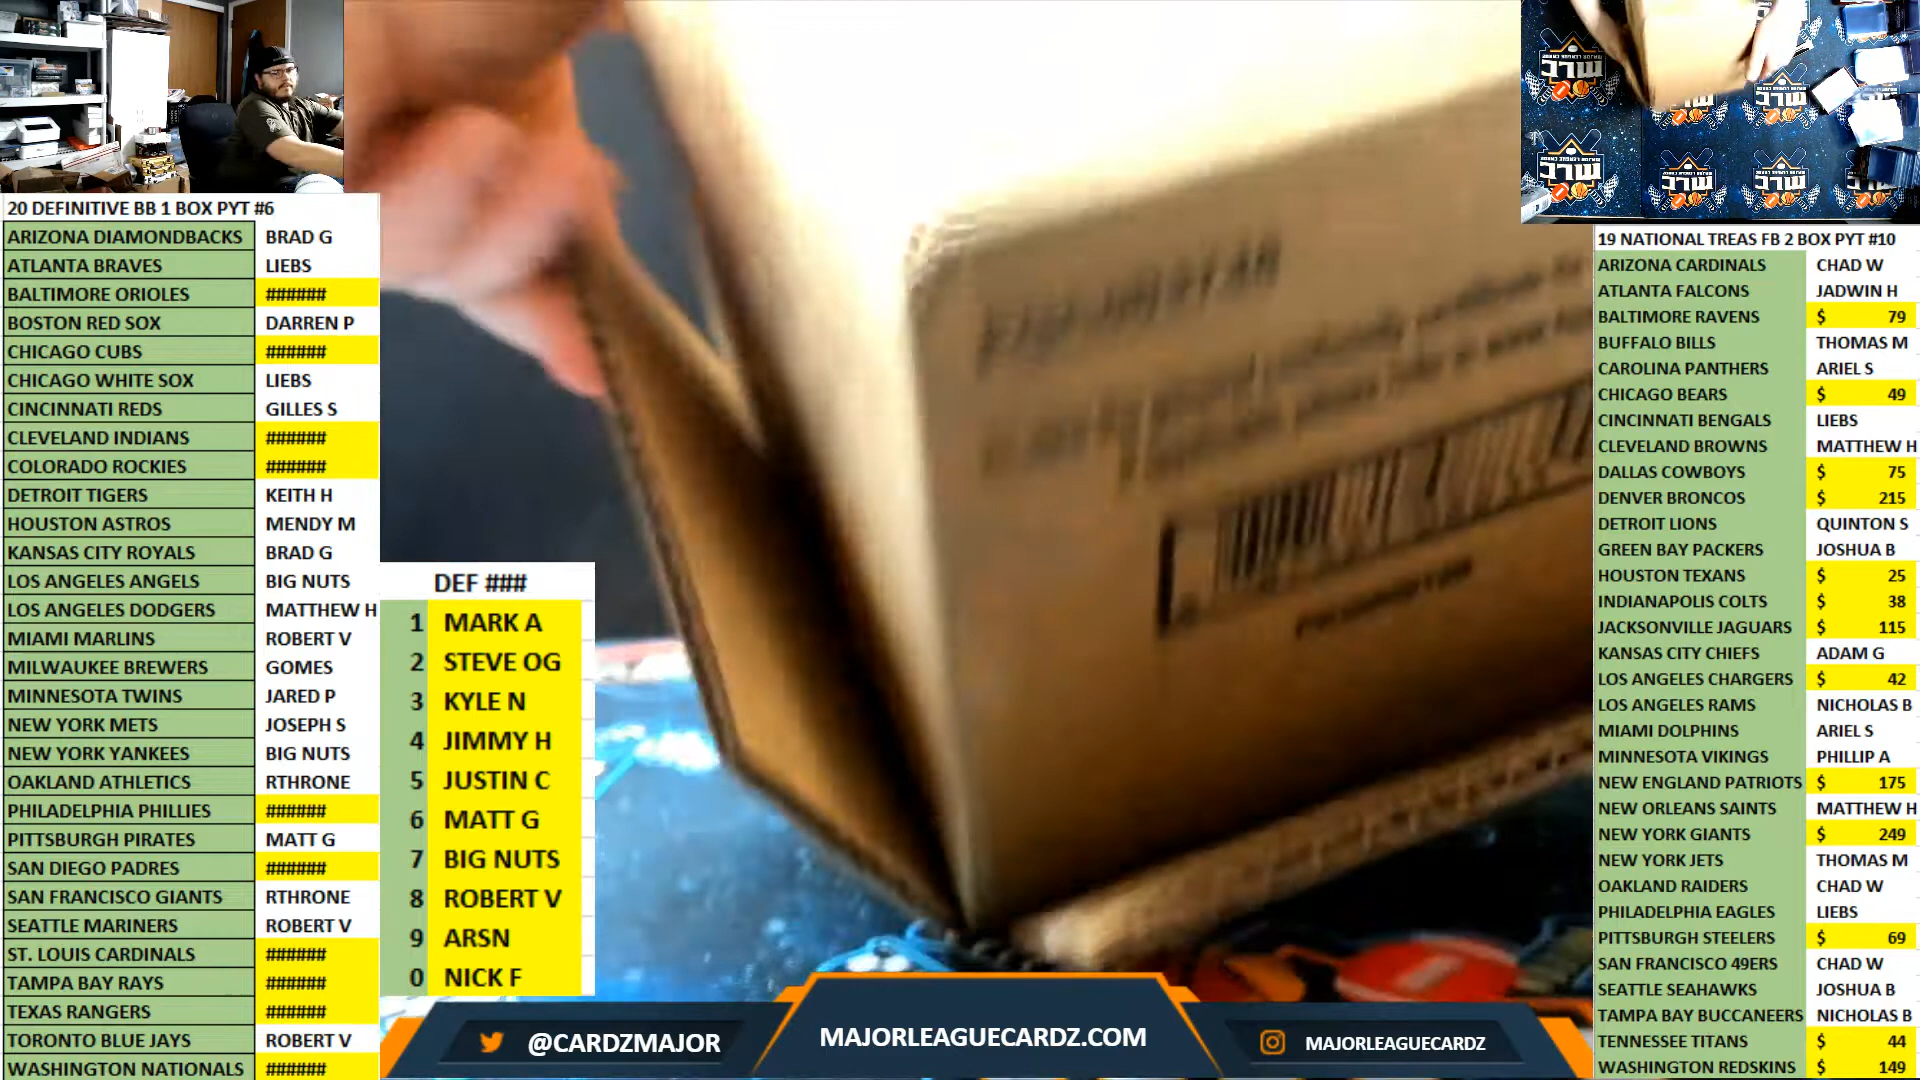 20 DEFINITIVE BB 1 BOX PYT #6
ARIZONA DIAMONDBACKS BRAD G
ATLANTA BRAVES LIEBS
BALTIMORE ORIOLES ######
BOSTON RED SOX DARREN P
CHICAGO CUBS ######
CHICAGO WHITE SOX LIEBS
CINCINNATI REDS GILLES S
CLEVELAND INDIANS ######
COLORADO ROCKIES ######
DETROIT TIGERS KEITH H
HOUSTON ASTROS MENDY M
KANSAS CITY ROYALS BRAD G
LOS ANGELES ANGELS BIG NUTS
LOS ANGELES DODGERS MATTHEW H
MIAMI MARLINS ROBERT V
MILWAUKEE BREWERS GOMES
MINNESOTA TWINS JARED P
NEW YORK METS JOSEPH S
NEW YORK YANKEES BIG NUTS
OAKLAND ATHLETICS RTHRONE
PHILADELPHIA PHILLIES ######
PITTSBURGH PIRATES MATT G
SAN DIEGO PADRES ######
SAN FRANCISCO GIANTS RTHRONE
SEATTLE MARINERS ROBERT V
ST. LOUIS CARDINALS ######
TAMPA BAY RAYS ######
TEXAS RANGERS ######
TORONTO BLUE JAYS ROBERT V
WASHINGTON NATIONALS ######
DEF ###
1 MARK A
2 STEVE OG
3 KYLE N
4 JIMMY H
5 JUSTIN C
6 MATT G
7 BIG NUTS
8 ROBERT V
9 ARSN
0 NICK F
@CARDZMAJOR
MAJORLEAGUECARDZ.COM
MAJORLEAGUECARDZ
19 NATIONAL TREAS FB 2 BOX PYT #10
ARIZONA CARDINALS CHAD W
ATLANTA FALCONS JADWIN H
BALTIMORE RAVENS $ 79
BUFFALO BILLS THOMAS M
CAROLINA PANTHERS ARIEL S
CHICAGO BEARS $ 49
CINCINNATI BENGALS LIEBS
CLEVELAND BROWNS MATTHEW H
DALLAS COWBOYS $ 75
DENVER BRONCOS $ 215
DETROIT LIONS QUINTON S
GREEN BAY PACKERS JOSHUA B
HOUSTON TEXANS $ 25
INDIANAPOLIS COLTS $ 38
JACKSONVILLE JAGUARS $ 115
KANSAS CITY CHIEFS ADAM G
LOS ANGELES CHARGERS $ 42
LOS ANGELES RAMS NICHOLAS B
MIAMI DOLPHINS ARIEL S
MINNESOTA VIKINGS PHILLIP A
NEW ENGLAND PATRIOTS $ 175
NEW ORLEANS SAINTS MATTHEW H
NEW YORK GIANTS $ 249
NEW YORK JETS THOMAS M
OAKLAND RAIDERS CHAD W
PHILADELPHIA EAGLES LIEBS
PITTSBURGH STEELERS $ 69
SAN FRANCISCO 49ERS CHAD W
SEATTLE SEAHAWKS JOSHUA B
TAMPA BAY BUCCANEERS NICHOLAS B
TENNESSEE TITANS $ 44
WASHINGTON REDSKINS $ 149